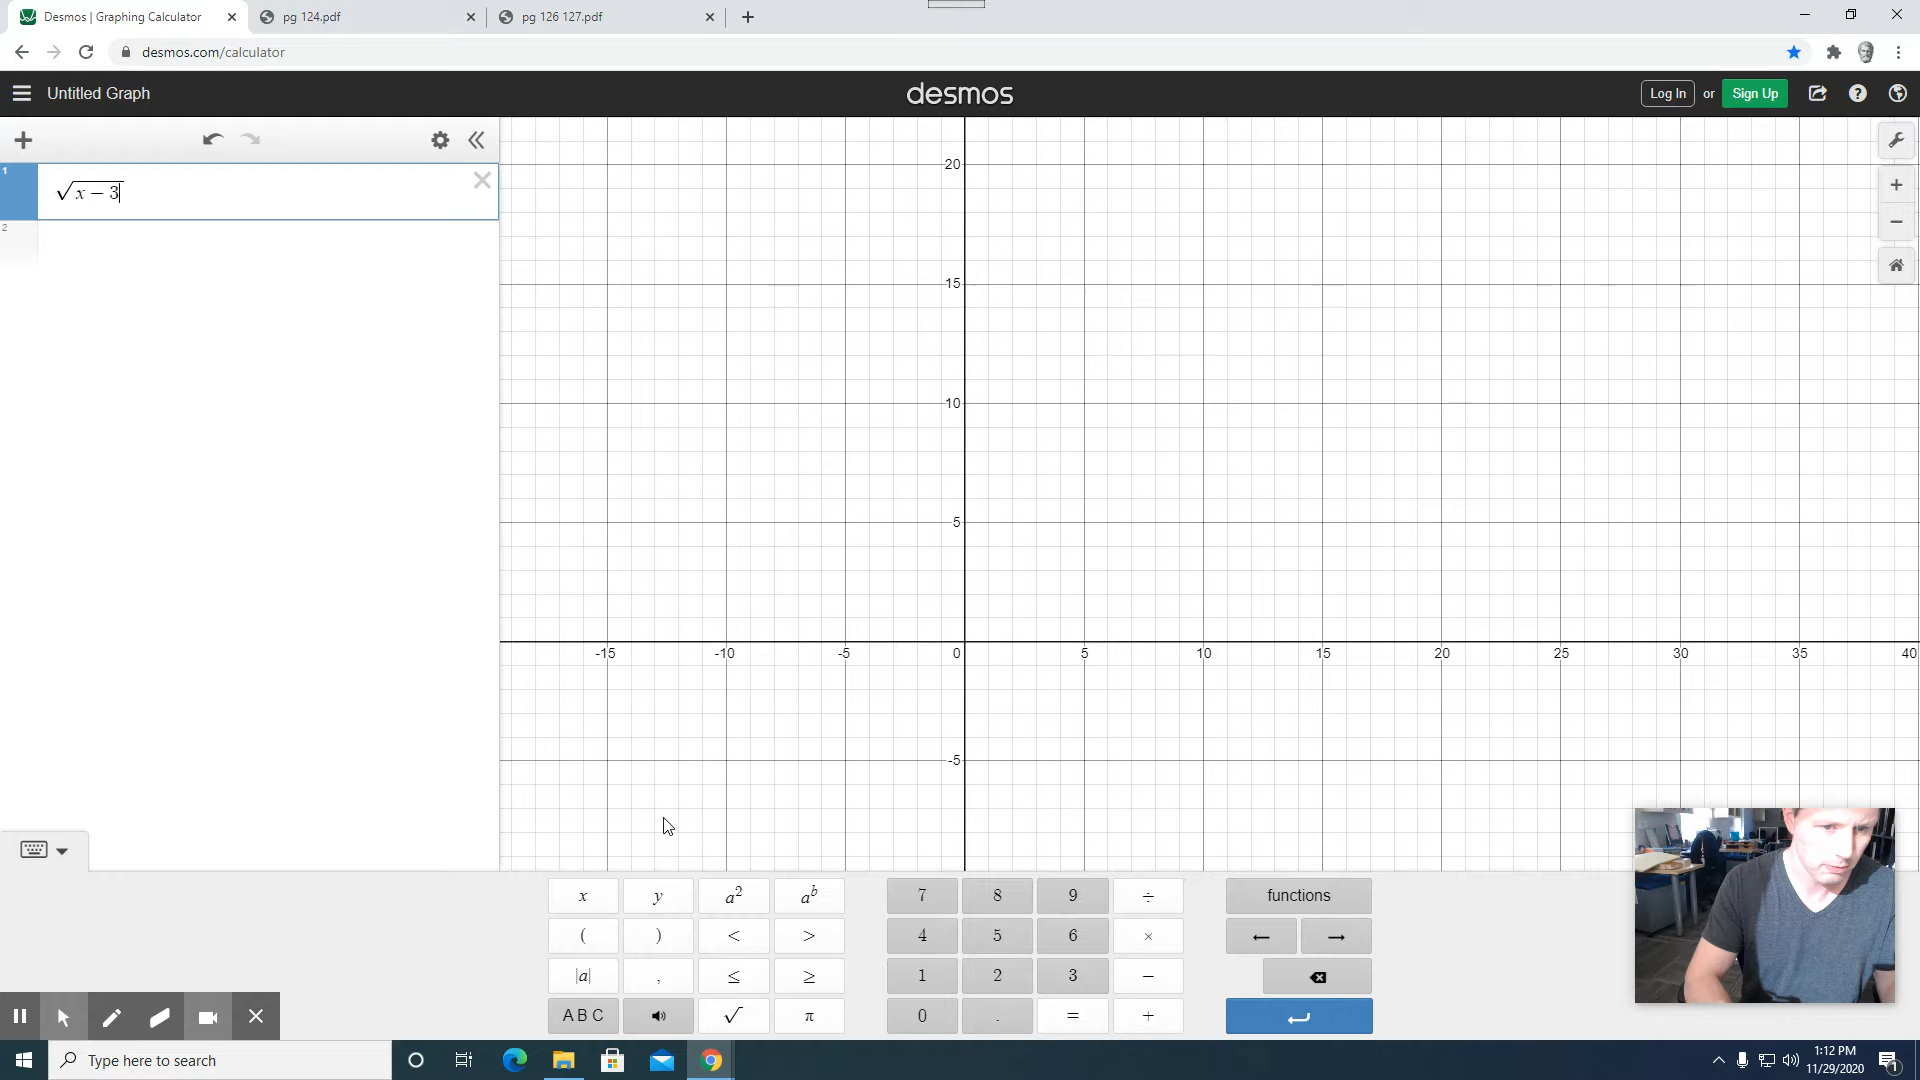 Desmos | Graphing Calculator
pg 124.pdf
pg 126 127.pdf
desmos.com/calculator
Untitled Graph
desmos
Log In or Sign Up
1
√x − 3
2
20
15
10
5
-5
-15 -10 -5 0 5 10 15 20 25 30 35 40
x y a² aᵇ 7 8 9 ÷ functions
( ) < > 4 5 6 × ← →
|a| , ≤ ≥ 1 2 3 −
A B C √ π 0 . = +
Type here to search
1:12 PM
11/29/2020
1